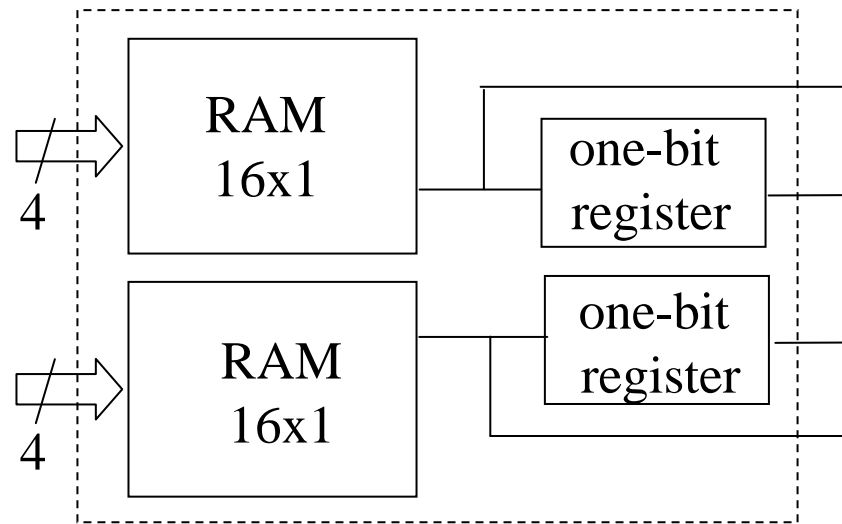 RAM
16x1
one-bit
register
4
RAM
16x1
one-bit
register
4